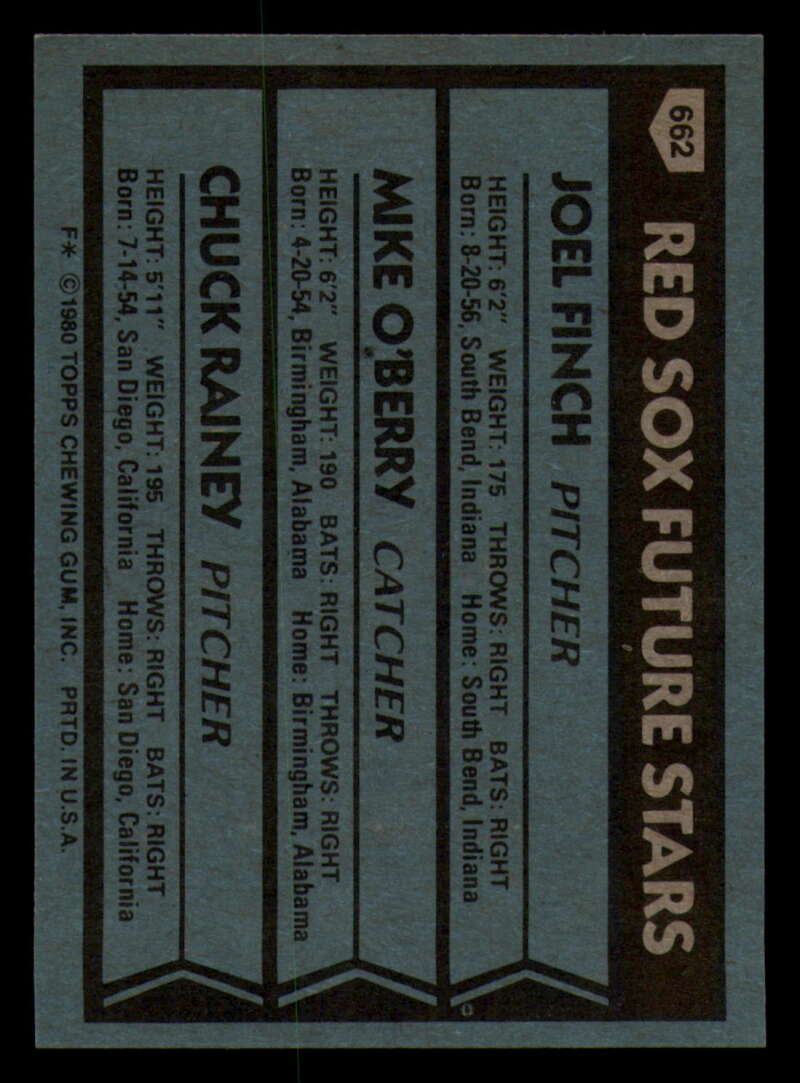 662
RED SOX FUTURE STARS
JOEL FINCH PITCHER
HEIGHT: 6'2" WEIGHT: 175 THROWS: RIGHT BATS: RIGHT
Born: 8-20-56, South Bend, Indiana Home: South Bend, Indiana
MIKE O'BERRY CATCHER
HEIGHT: 6'2" WEIGHT: 190 BATS: RIGHT THROWS: RIGHT
Born: 4-20-54, Birmingham, Alabama Home: Birmingham, Alabama
CHUCK RAINEY PITCHER
HEIGHT: 5'11" WEIGHT: 195 THROWS: RIGHT BATS: RIGHT
Born: 7-14-54, San Diego, California Home: San Diego, California
F* ©1980 TOPPS CHEWING GUM, INC. PRTD. IN U.S.A.